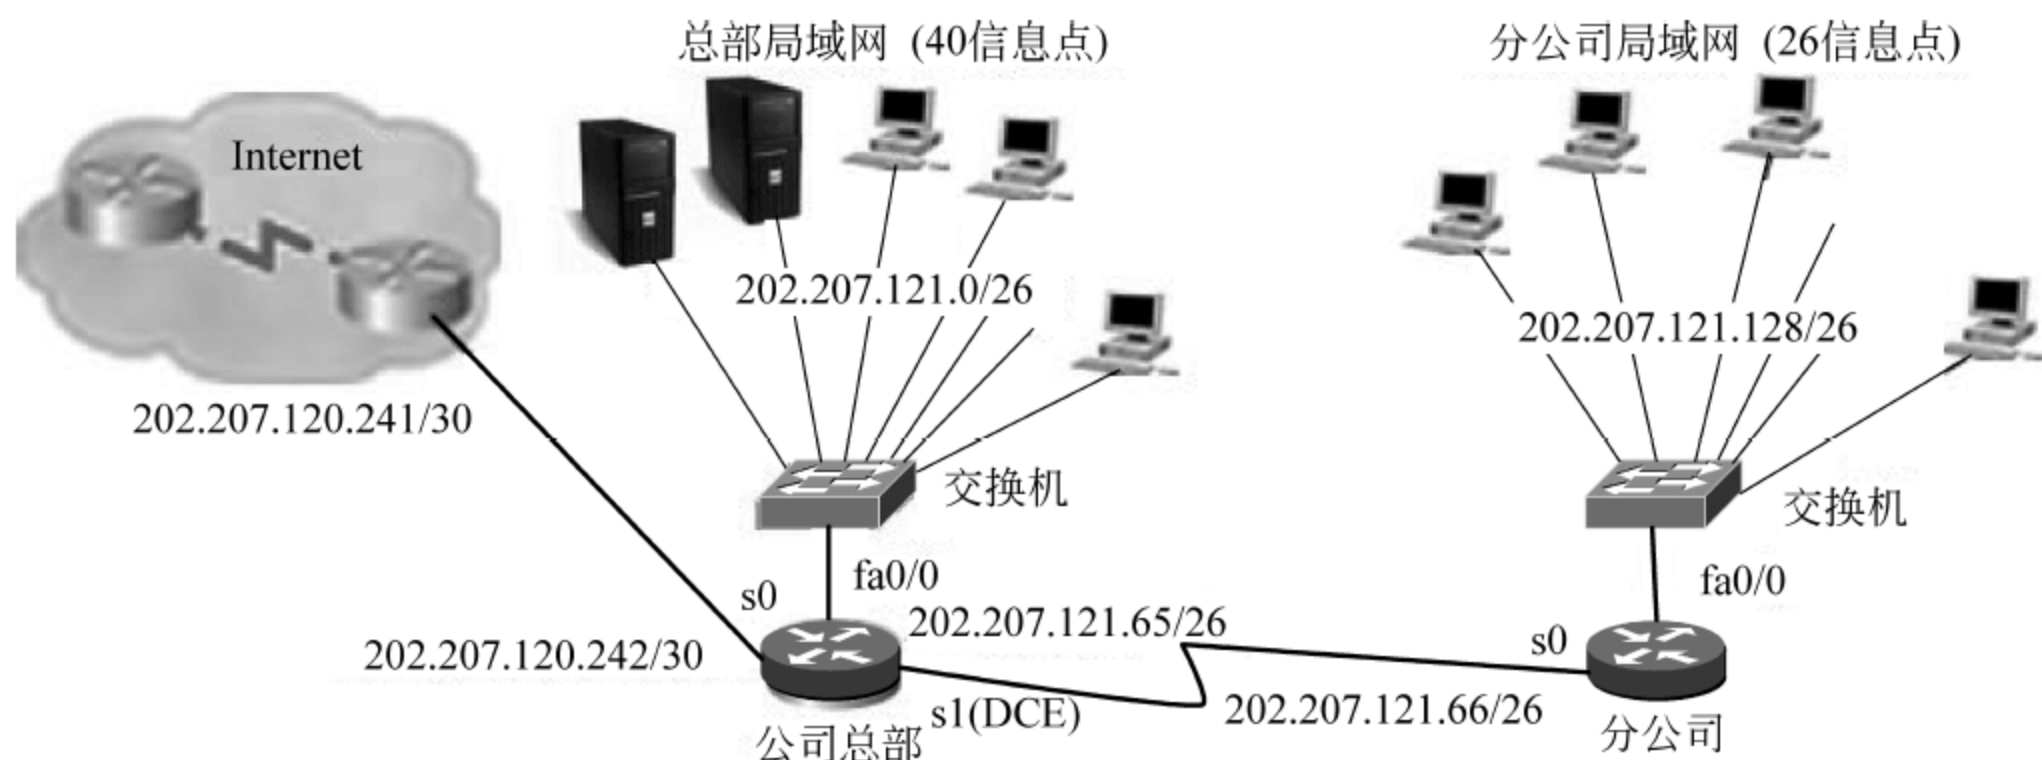 总部局域网 (40信息点)
分公司局域网 (26信息点)
Internet
202.207.121.0/26
202.207.121.128/26
202.207.120.241/30
交换机
交换机
s0
fa0/0
fa0/0
202.207.121.65/26
s0
202.207.120.242/30
s1(DCE)
202.207.121.66/26
公司总部
分公司